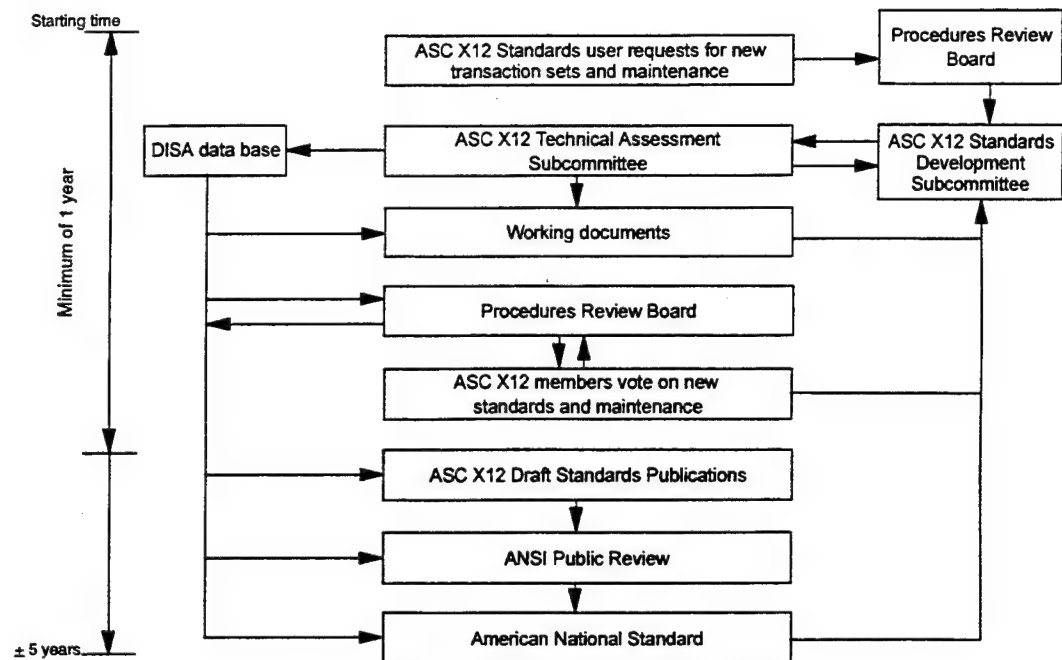 Starting time
ASC X12 Standards user requests for new
transaction sets and maintenance
Procedures Review
Board
DISA data base
ASC X12 Technical Assessment
Subcommittee
ASC X12 Standards
Development
Subcommittee
Minimum of 1 year
Working documents
Procedures Review Board
ASC X12 members vote on new
standards and maintenance
ASC X12 Draft Standards Publications
ANSI Public Review
American National Standard
± 5 years